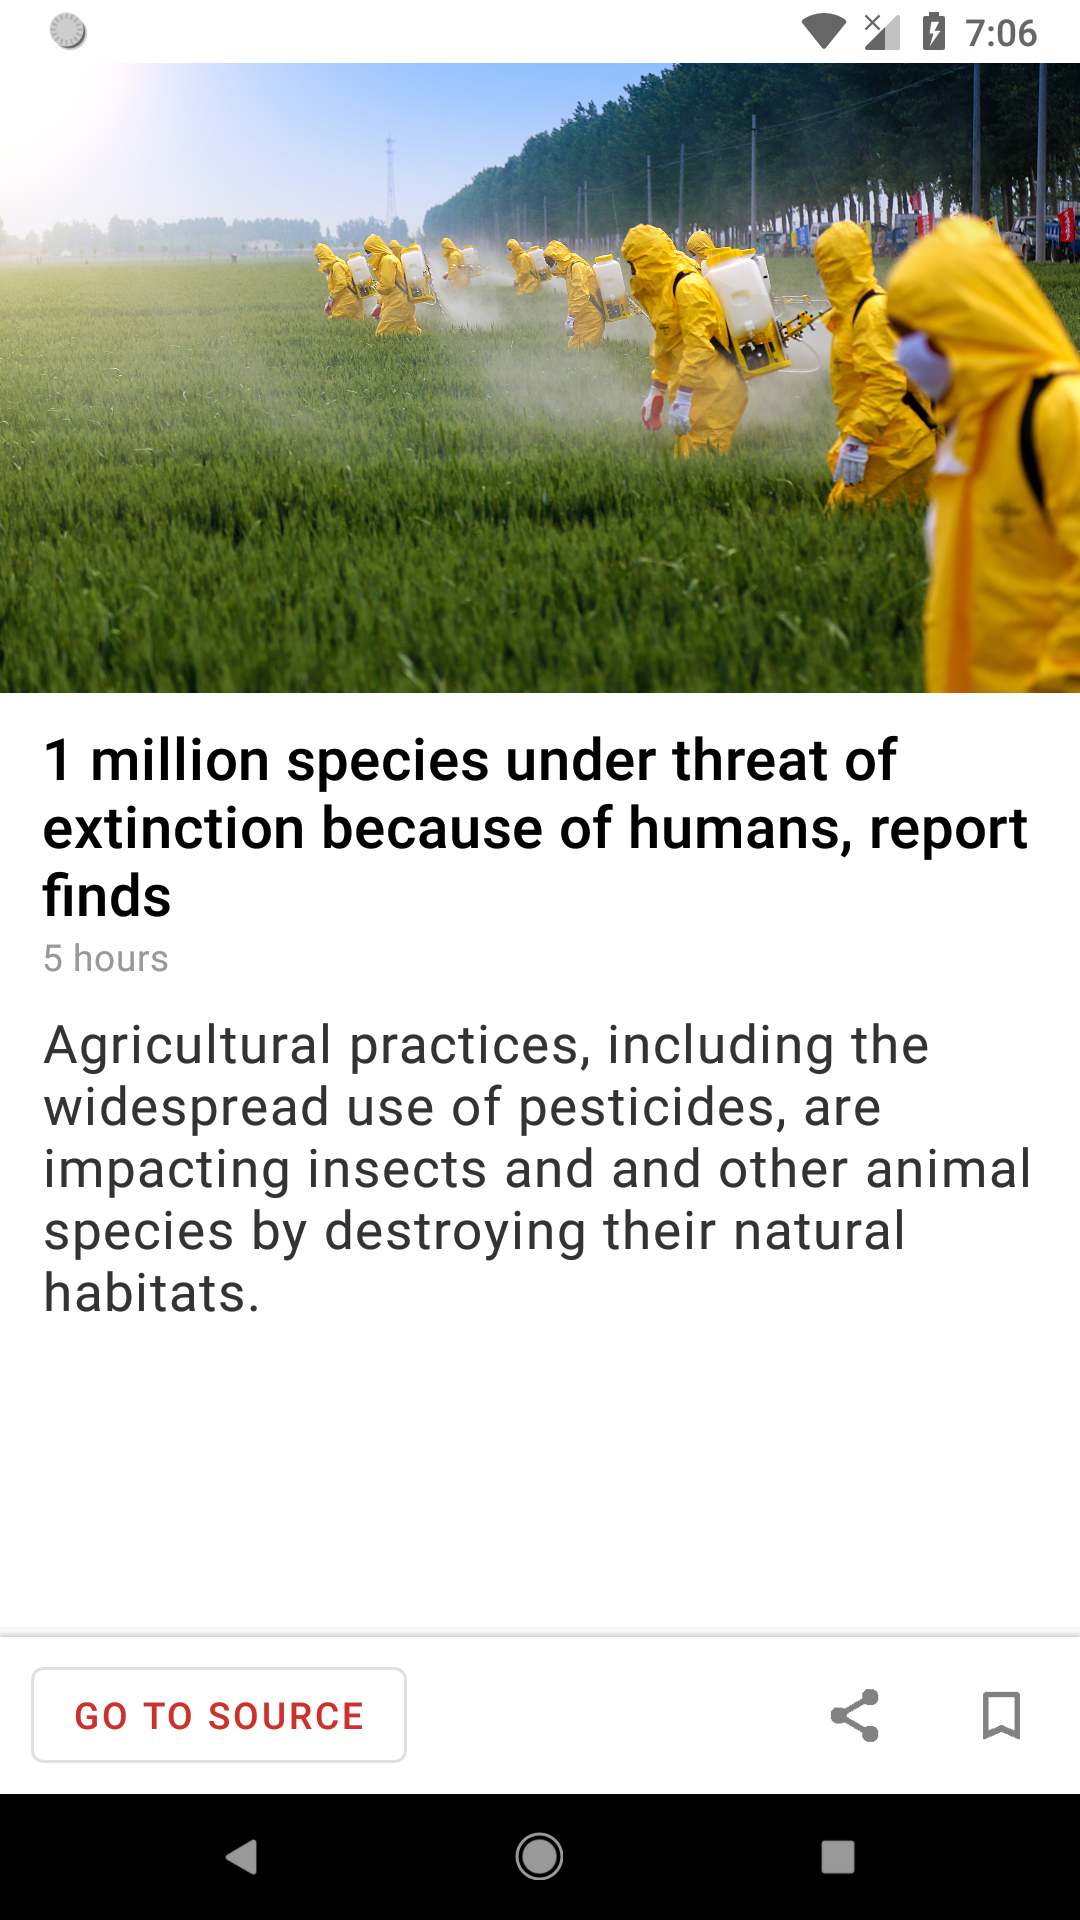 7:06
1 million species under threat of
extinction because of humans, report
finds
5 hours
Agricultural practices, including the
widespread use of pesticides, are
impacting insects and and other animal
species by destroying their natural
habitats.
GO TO SOURCE